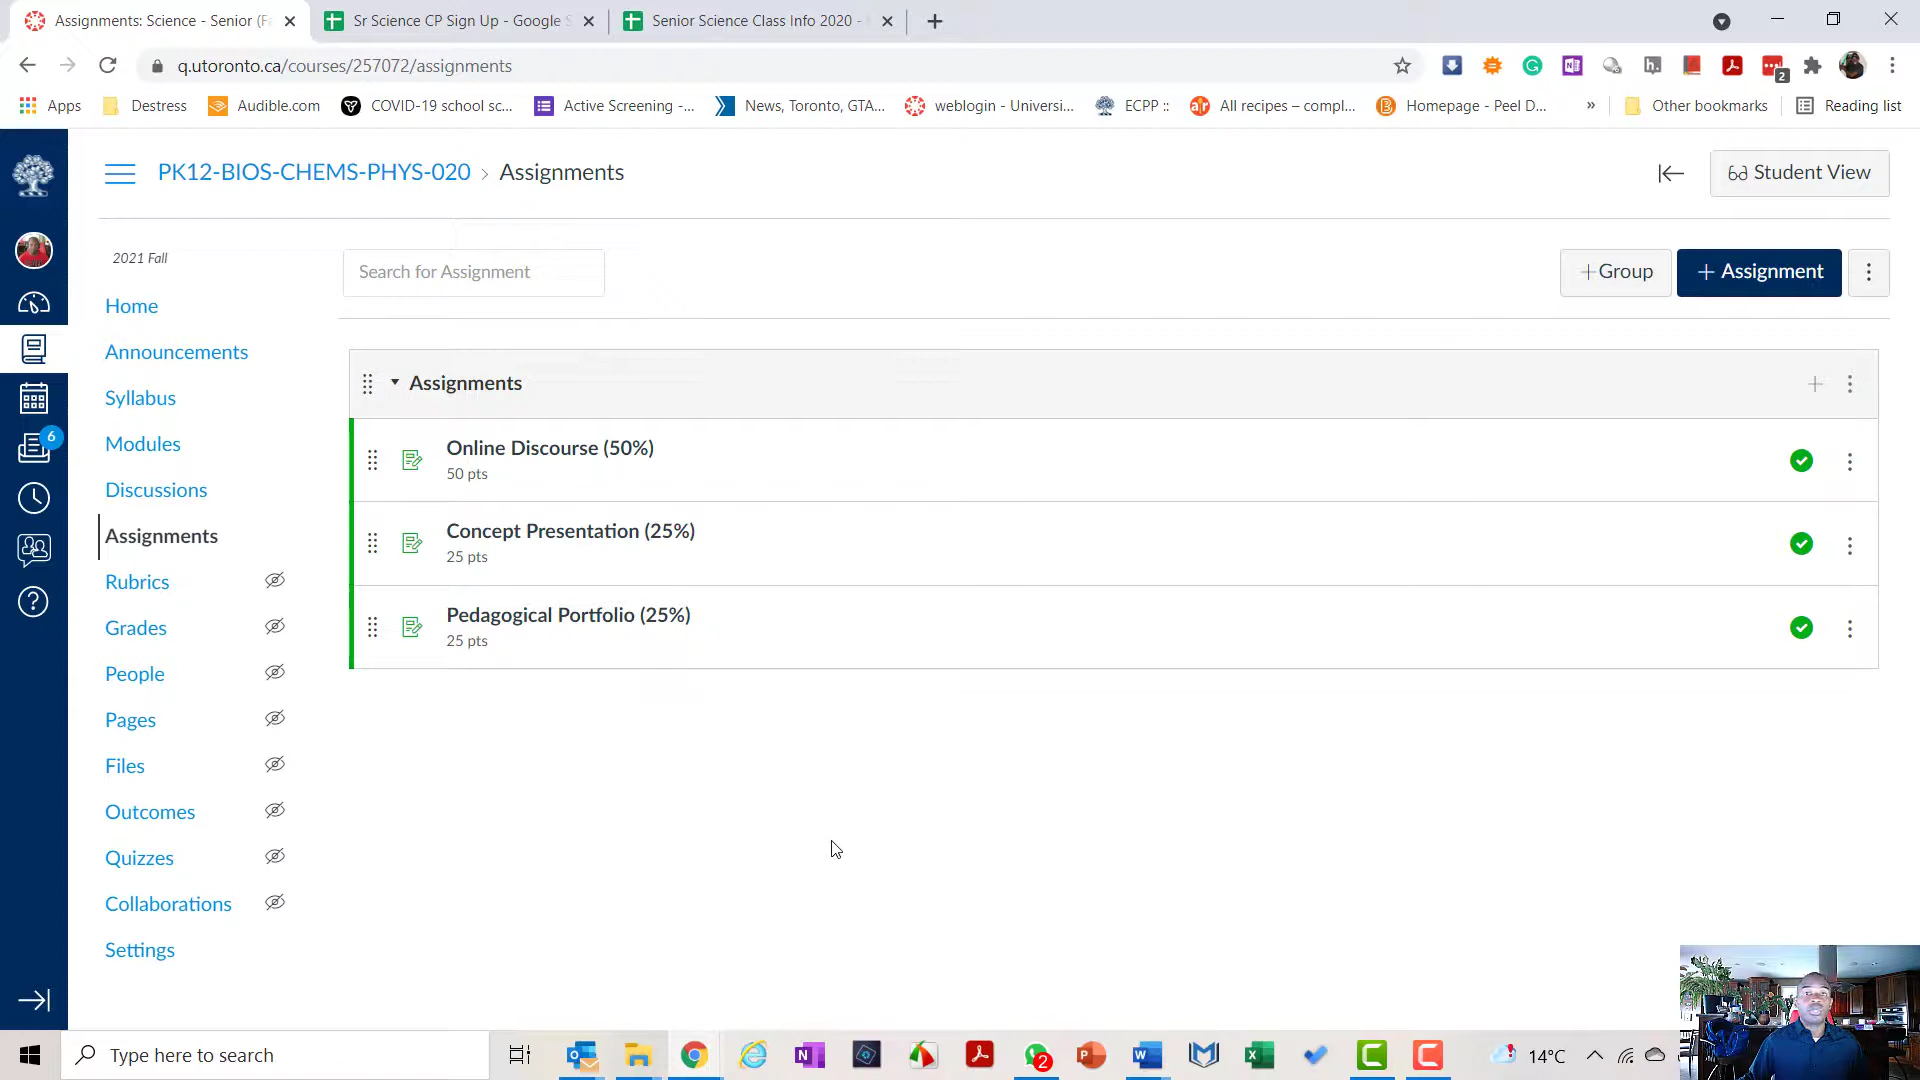 Assignments: Science - Senior (Fa
Sr Science CP Sign Up - Google S
Senior Science Class Info 2020 -
q.utoronto.ca/courses/257072/assignments
2
Apps
Destress
Audible.com
COVID-19 school sc...
Active Screening -...
News, Toronto, GTA...
weblogin - Universi...
ECPP ::
All recipes – compl...
Homepage - Peel D...
»
Other bookmarks
Reading list
PK12-BIOS-CHEMS-PHYS-020 › Assignments
Student View
2021 Fall
Search for Assignment
+Group
+ Assignment
Home
Announcements
Syllabus
Modules
Discussions
Assignments
Rubrics
Grades
People
Pages
Files
Outcomes
Quizzes
Collaborations
Settings
6
Assignments
Online Discourse (50%)
50 pts
Concept Presentation (25%)
25 pts
Pedagogical Portfolio (25%)
25 pts
Type here to search
2
14°C